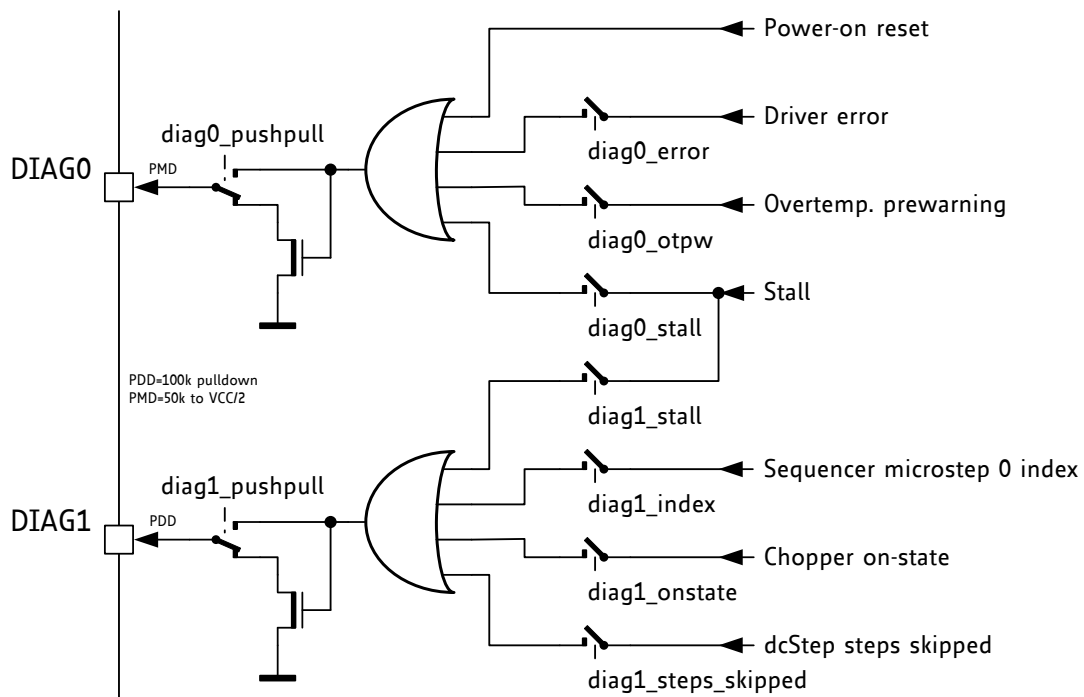 Power-on reset
Driver error
diag0_pushpull
diag0_error
DIAG0
PMD
Overtemp. prewarning
diag0_otpw
Stall
diag0_stall
PDD=100k pulldown
PMD=50k to VCC/2
diag1_stall
Sequencer microstep 0 index
diag1_pushpull
diag1_index
DIAG1
PDD
Chopper on-state
diag1_onstate
dcStep steps skipped
diag1_steps_skipped